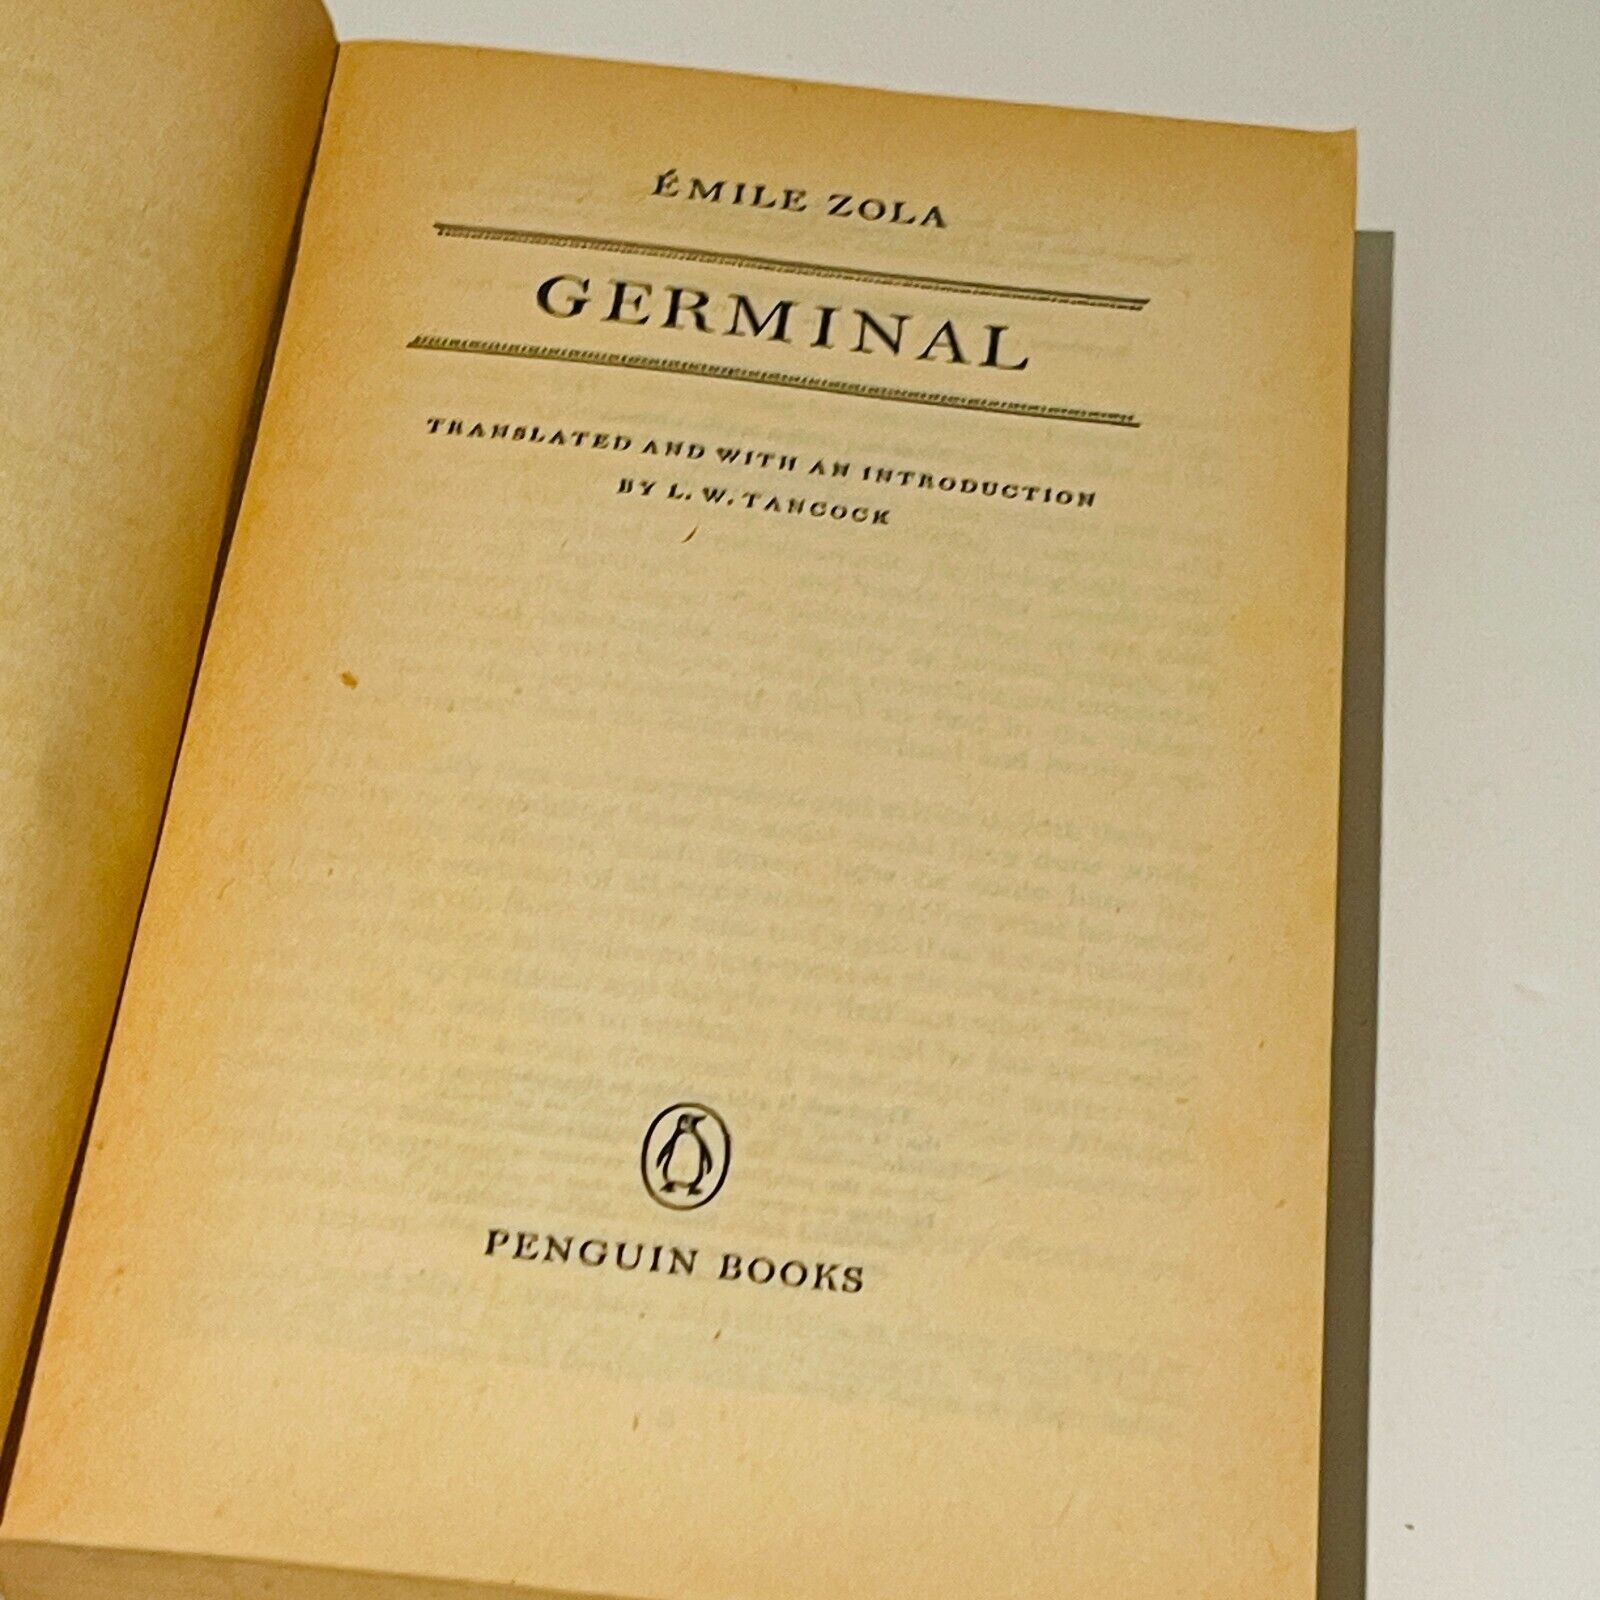 ÉMILE ZOLA
GERMINAL
TRANSLATED AND WITH AN INTRODUCTION
BY L. W. TANCOCK
PENGUIN BOOKS